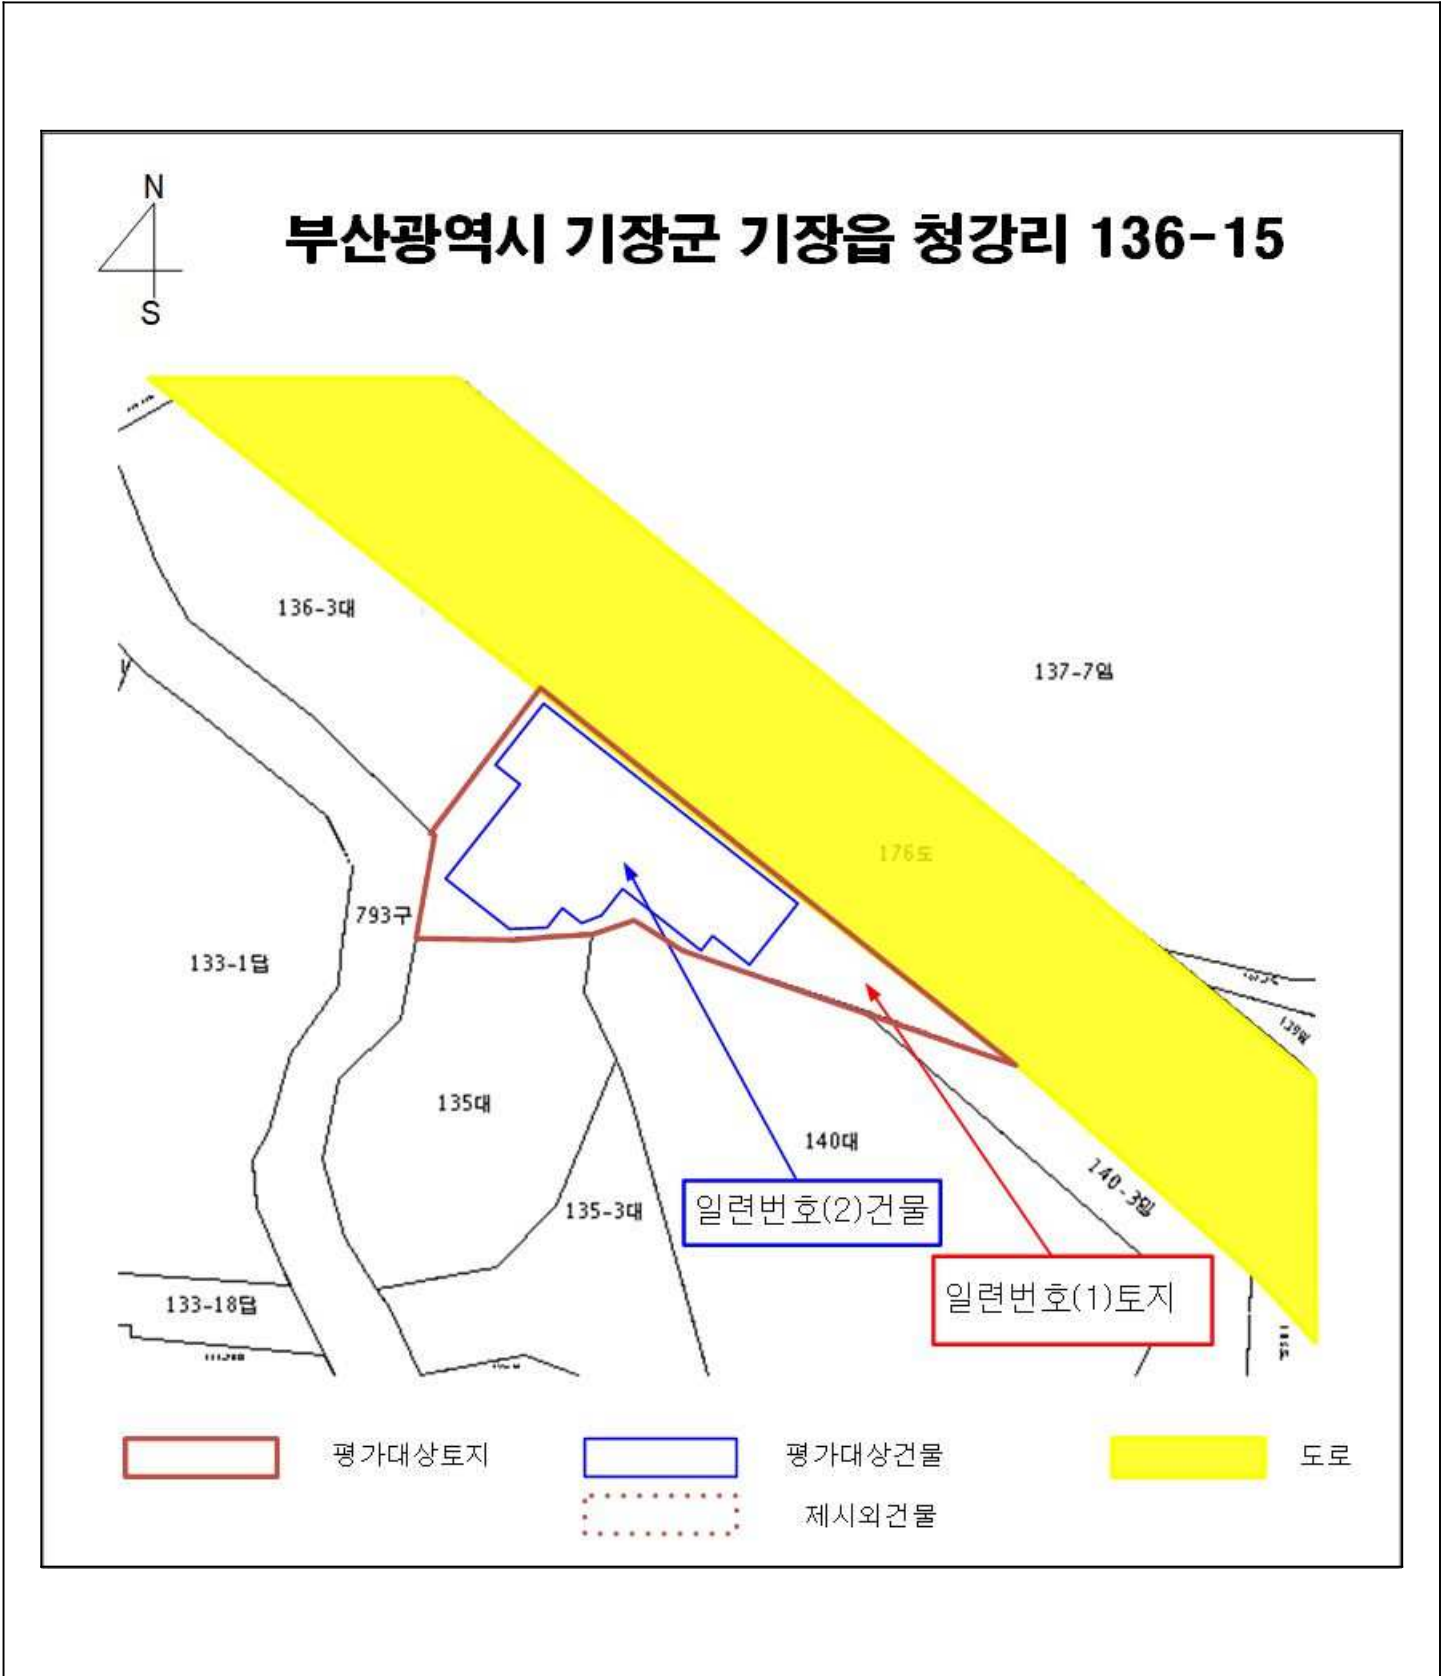 N
S
부산광역시 기장군 기장읍 청강리 136-15
136-3대
137-7임
176도
793구
133-1답
135대
140대
140-3임
135-3대
133-18답
일련번호(2)건물
일련번호(1)토지
평가대상토지
평가대상건물
도로
제시외건물